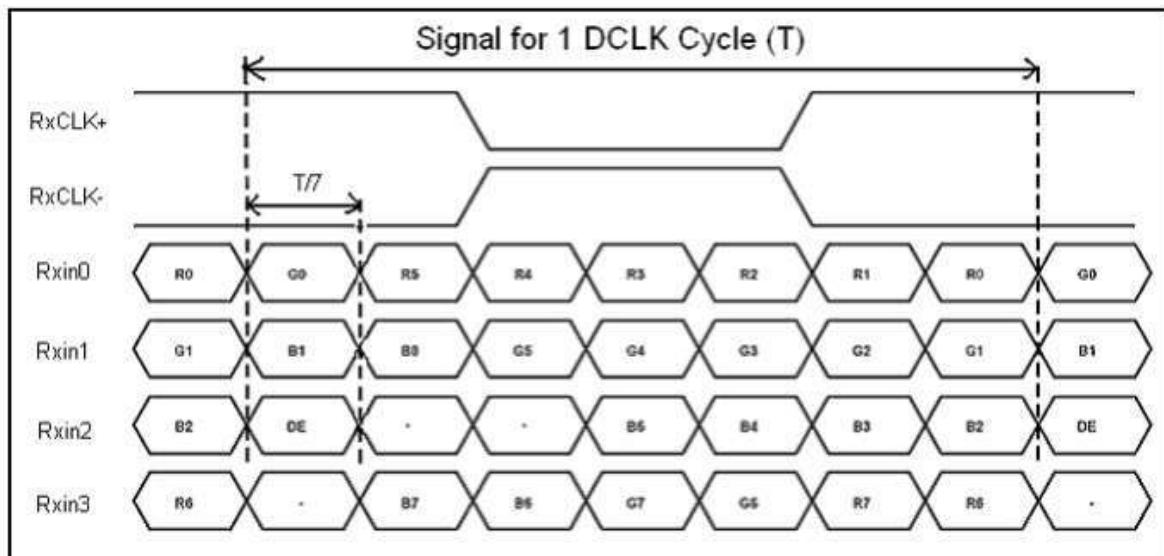 Signal for 1 DCLK Cycle (T)
RxCLK+
RxCLK-
T/7
Rxin0 R0 G0 R5 R4 R3 R2 R1 R0 G0
Rxin1 G1 B1 B0 G5 G4 G3 G2 G1 B1
Rxin2 B2 DE - - B5 B4 B3 B2 DE
Rxin3 R6 - B7 B6 G7 G6 R7 R6 -